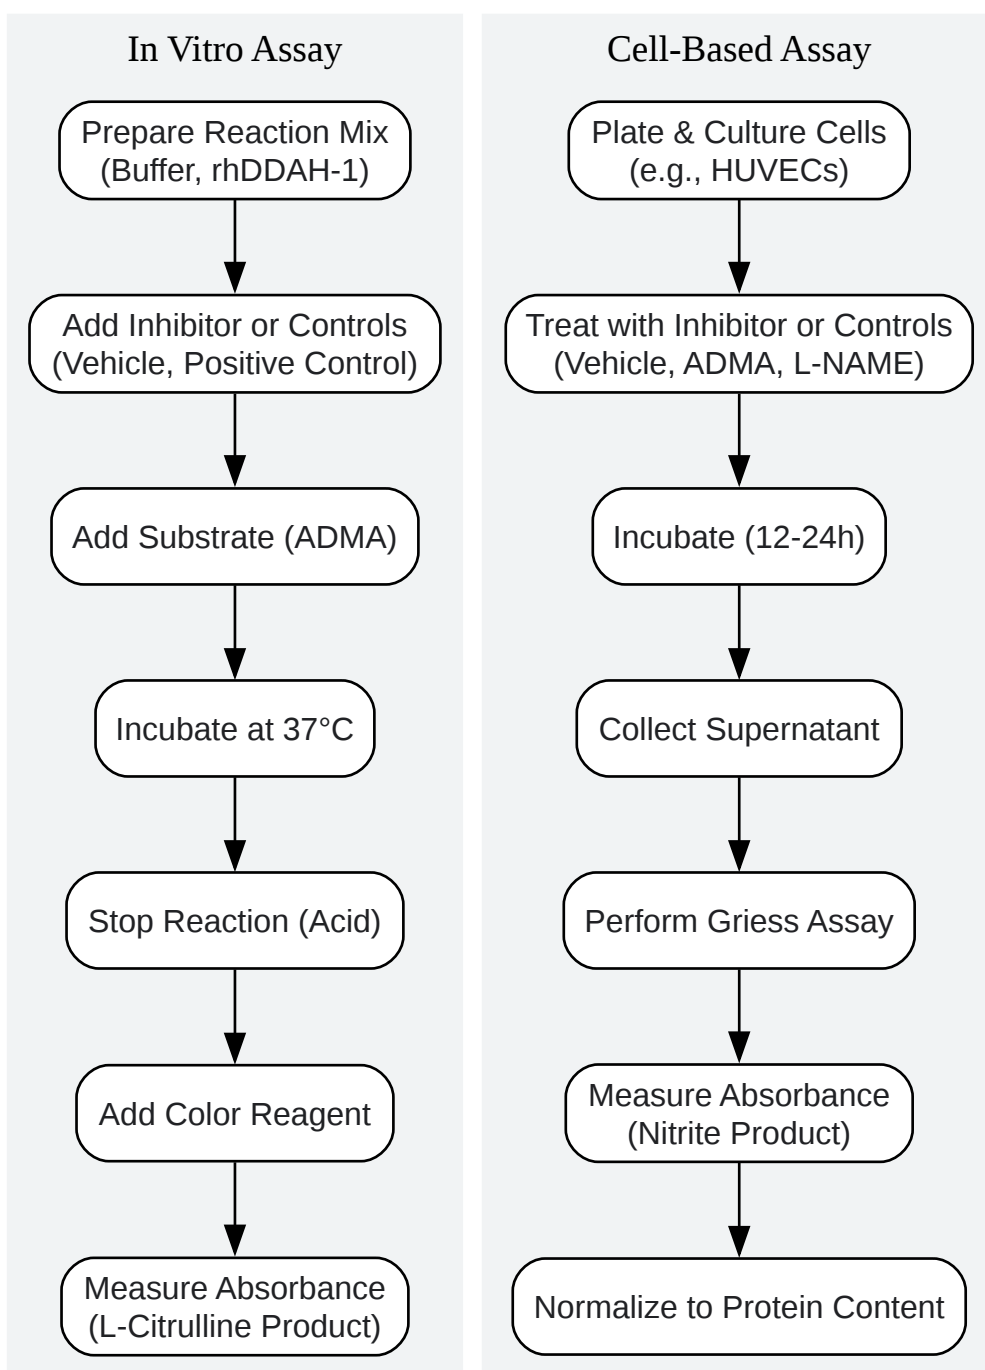 In Vitro Assay
Prepare Reaction Mix
(Buffer, rhDDAH-1)
Add Inhibitor or Controls
(Vehicle, Positive Control)
Add Substrate (ADMA)
Incubate at 37°C
Stop Reaction (Acid)
Add Color Reagent
Measure Absorbance
(L-Citrulline Product)
Cell-Based Assay
Plate & Culture Cells
(e.g., HUVECs)
Treat with Inhibitor or Controls
(Vehicle, ADMA, L-NAME)
Incubate (12-24h)
Collect Supernatant
Perform Griess Assay
Measure Absorbance
(Nitrite Product)
Normalize to Protein Content